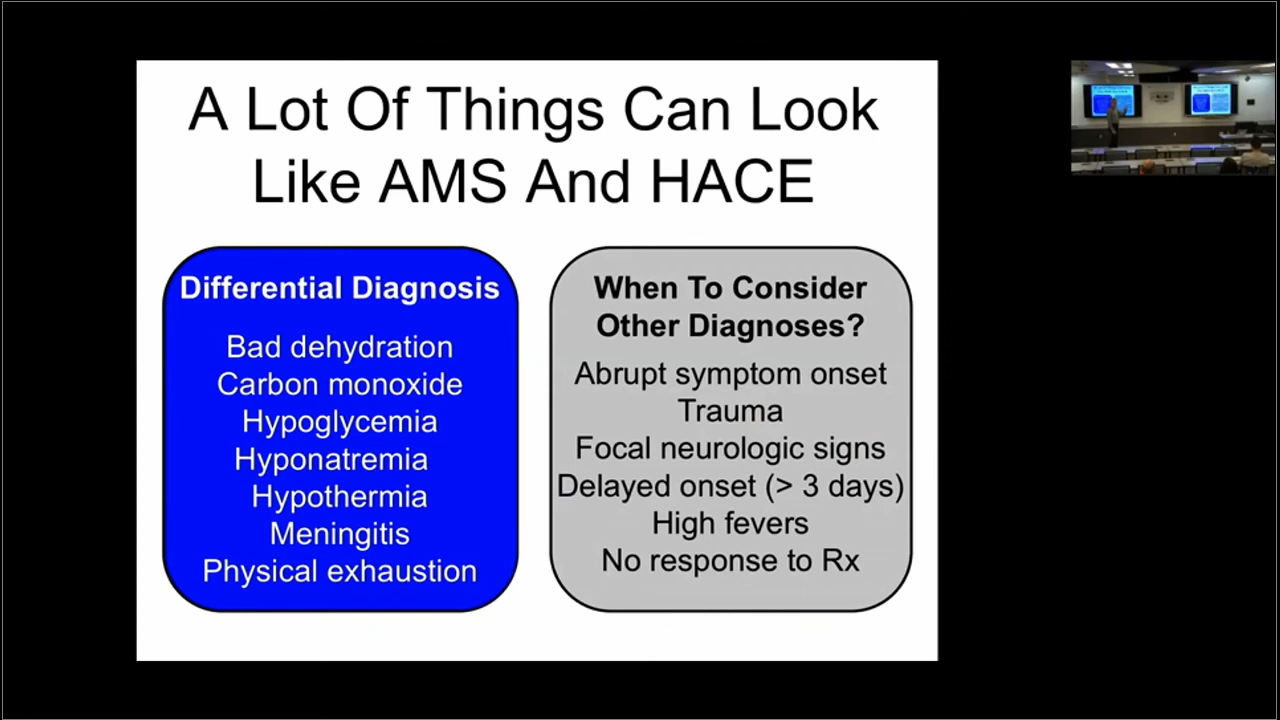 A Lot Of Things Can Look
Like AMS And HACE
Differential Diagnosis
Bad dehydration
Carbon monoxide
Hypoglycemia
Hyponatremia
Hypothermia
Meningitis
Physical exhaustion
When To Consider
Other Diagnoses?
Abrupt symptom onset
Trauma
Focal neurologic signs
Delayed onset (> 3 days)
High fevers
No response to Rx